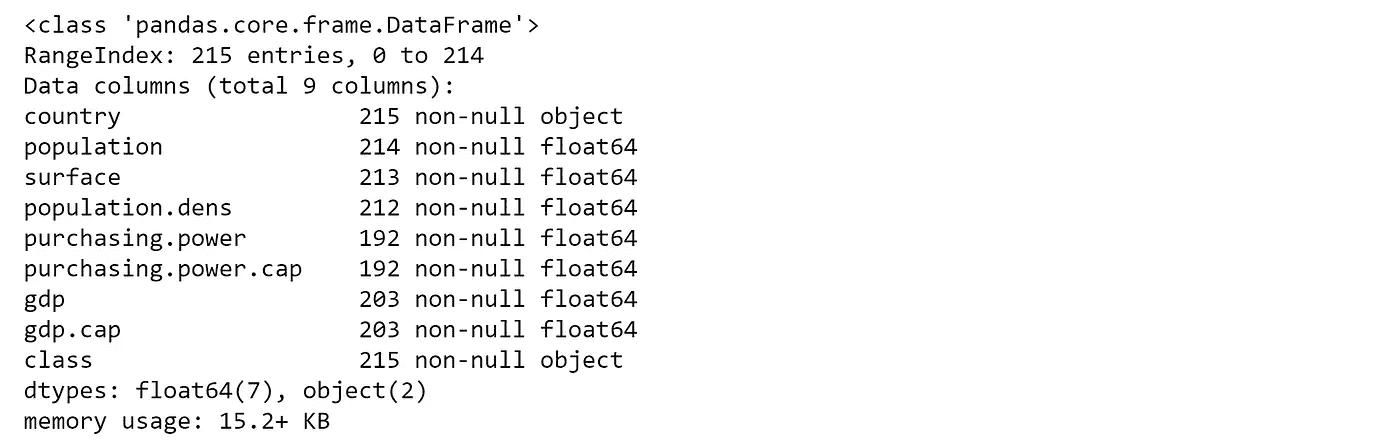 <class 'pandas.core.frame.DataFrame'>
RangeIndex: 215 entries, 0 to 214
Data columns (total 9 columns):
country                 215 non-null object
population              214 non-null float64
surface                 213 non-null float64
population.dens         212 non-null float64
purchasing.power        192 non-null float64
purchasing.power.cap    192 non-null float64
gdp                     203 non-null float64
gdp.cap                 203 non-null float64
class                   215 non-null object
dtypes: float64(7), object(2)
memory usage: 15.2+ KB